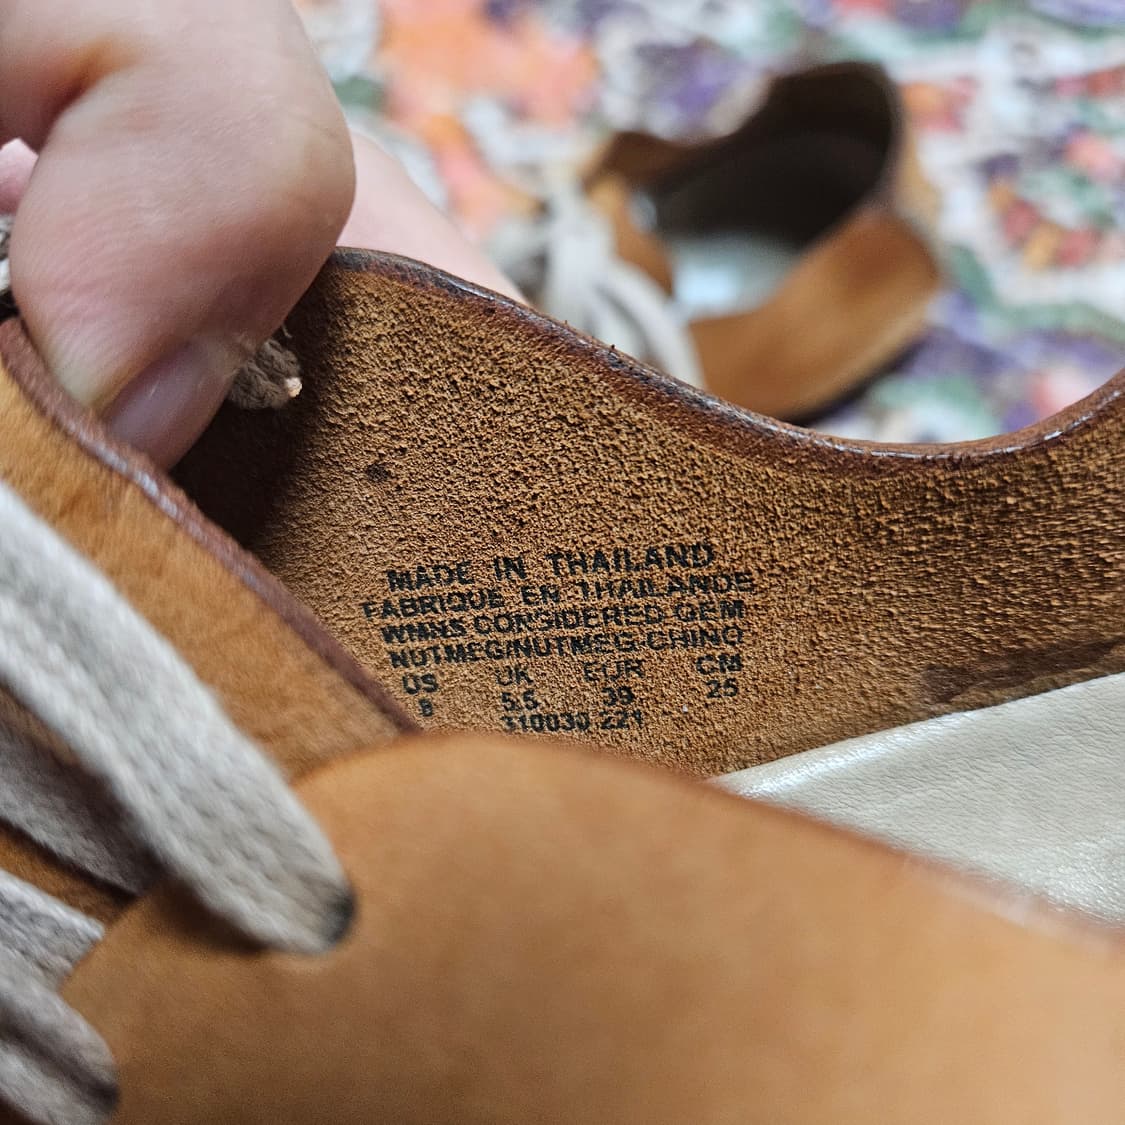 MADE IN THAILAND
FABRIQUE EN THAILANDE
WMNS CONSIDERED GEM
NUTMEG/NUTMEG-CHINO
US UK EUR CM
8 5.5 39 25
310030 221